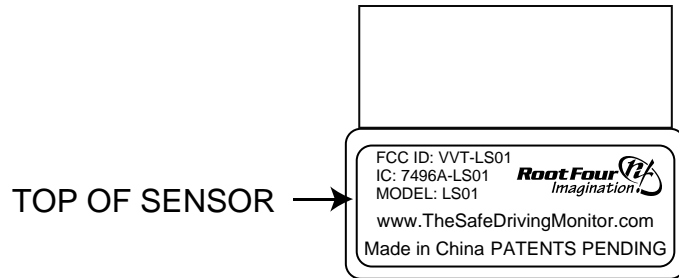 FCC ID: VVT-LS01
IC: 7496A-LS01
MODEL: LS01
Root Four
Imagination
TOP OF SENSOR
www.TheSafeDrivingMonitor.com
Made in China PATENTS PENDING